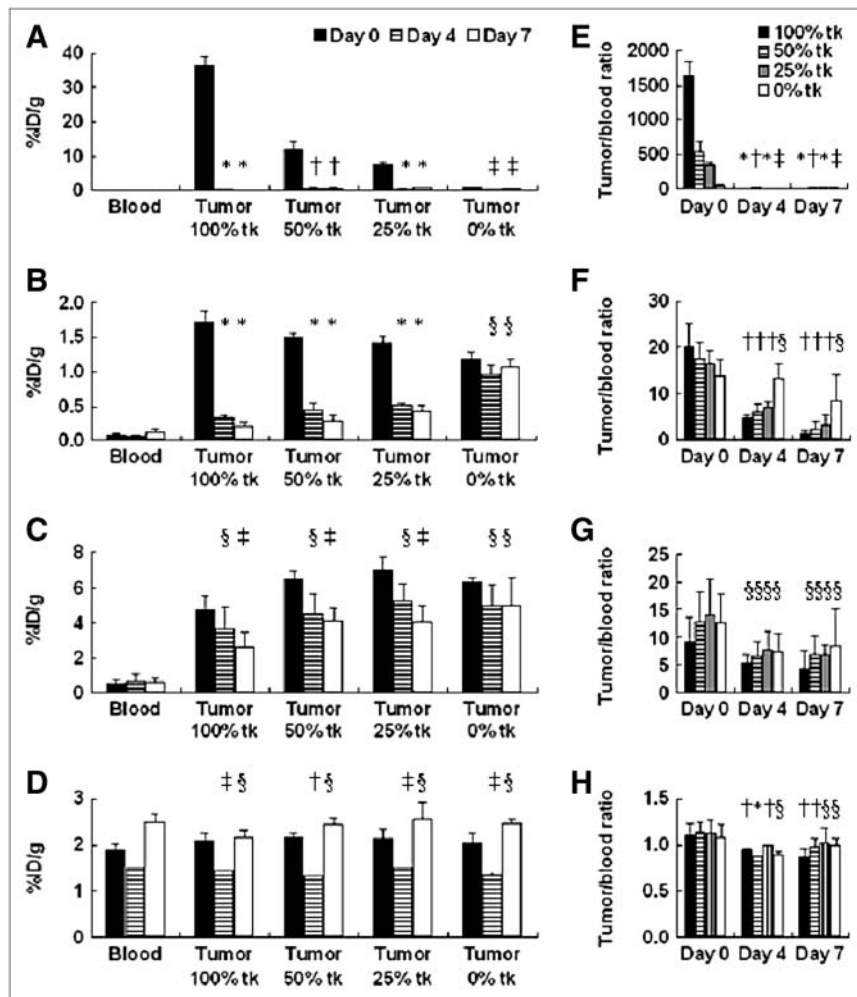 A
Day 0 Day 4 Day 7
%ID/g
40
30
20
10
0
* * † † * * ‡ ‡
Blood Tumor Tumor Tumor Tumor
100% tk 50% tk 25% tk 0% tk
E
100% tk
50% tk
25% tk
0% tk
Tumor/blood ratio
2000
1500
1000
500
0
*†*‡ *†*‡
Day 0 Day 4 Day 7
B
%ID/g
2.0
1.5
1.0
0.5
0.0
* * * * * * § §
Blood Tumor Tumor Tumor Tumor
100% tk 50% tk 25% tk 0% tk
F
Tumor/blood ratio
30
20
10
0
†††§ †††§
Day 0 Day 4 Day 7
C
%ID/g
8
6
4
2
0
§ ‡ § ‡ § ‡ § §
Blood Tumor Tumor Tumor Tumor
100% tk 50% tk 25% tk 0% tk
G
Tumor/blood ratio
25
20
15
10
5
0
§§§§ §§§§
Day 0 Day 4 Day 7
D
%ID/g
3
2
1
0
‡ § † § ‡ § ‡ §
Blood Tumor Tumor Tumor Tumor
100% tk 50% tk 25% tk 0% tk
H
Tumor/blood ratio
1.5
1.0
0.5
0.0
†*†§ ††§§
Day 0 Day 4 Day 7